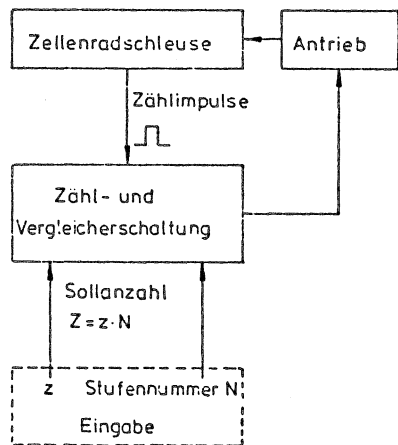 Zellenradschleuse
Antrieb
Zählimpulse
Zähl- und
Vergleicherschaltung
Sollanzahl
Z = z · N
z Stufennummer N
Eingabe